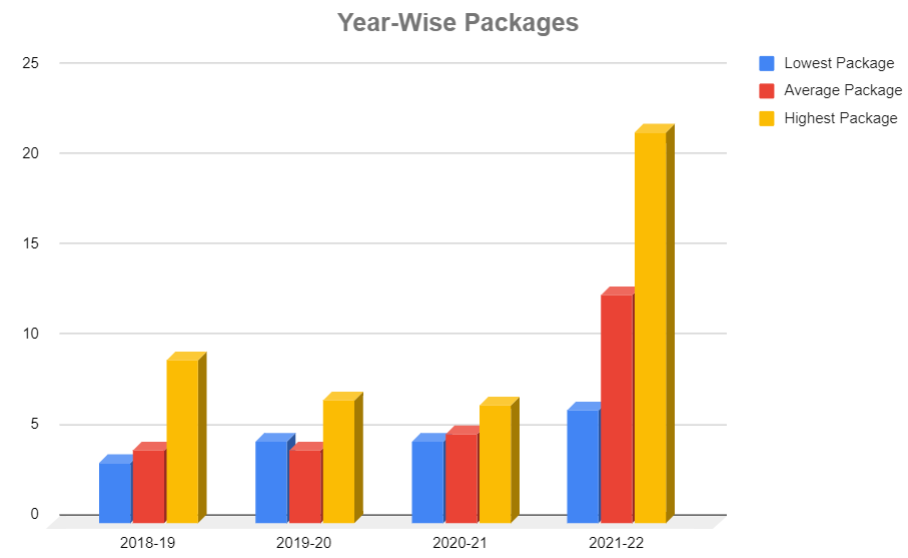 Year-Wise Packages
25
20
15
10
5
0
2018-19
2019-20
2020-21
2021-22
Lowest Package
Average Package
Highest Package